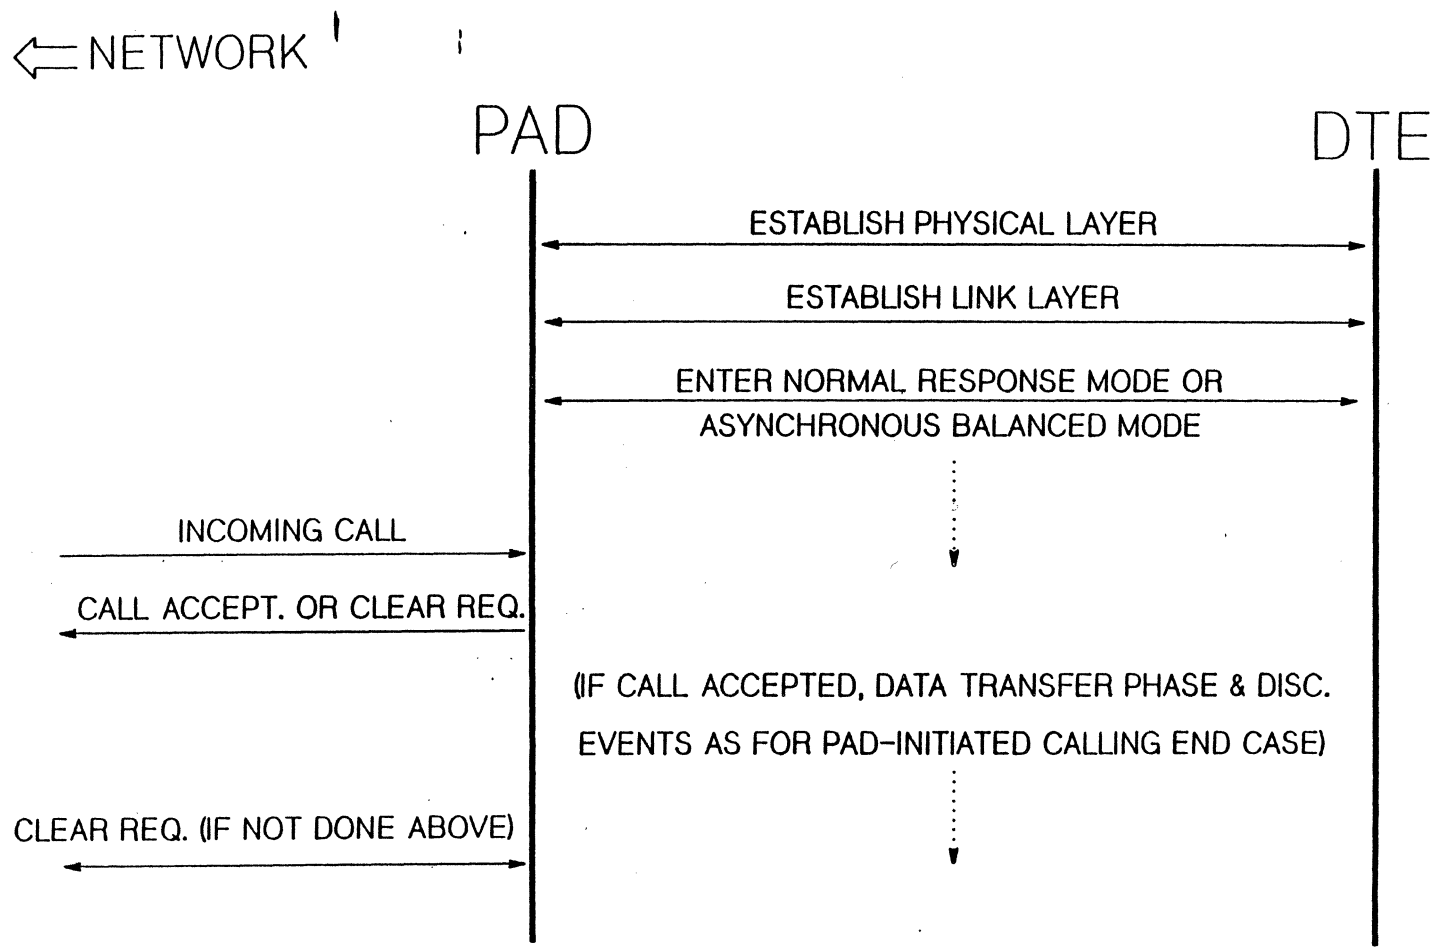 NETWORK
PAD
DTE
ESTABLISH PHYSICAL LAYER
ESTABLISH LINK LAYER
ENTER NORMAL RESPONSE MODE OR
ASYNCHRONOUS BALANCED MODE
INCOMING CALL
CALL ACCEPT. OR CLEAR REQ.
(IF CALL ACCEPTED, DATA TRANSFER PHASE & DISC.
EVENTS AS FOR PAD-INITIATED CALLING END CASE)
CLEAR REQ. (IF NOT DONE ABOVE)